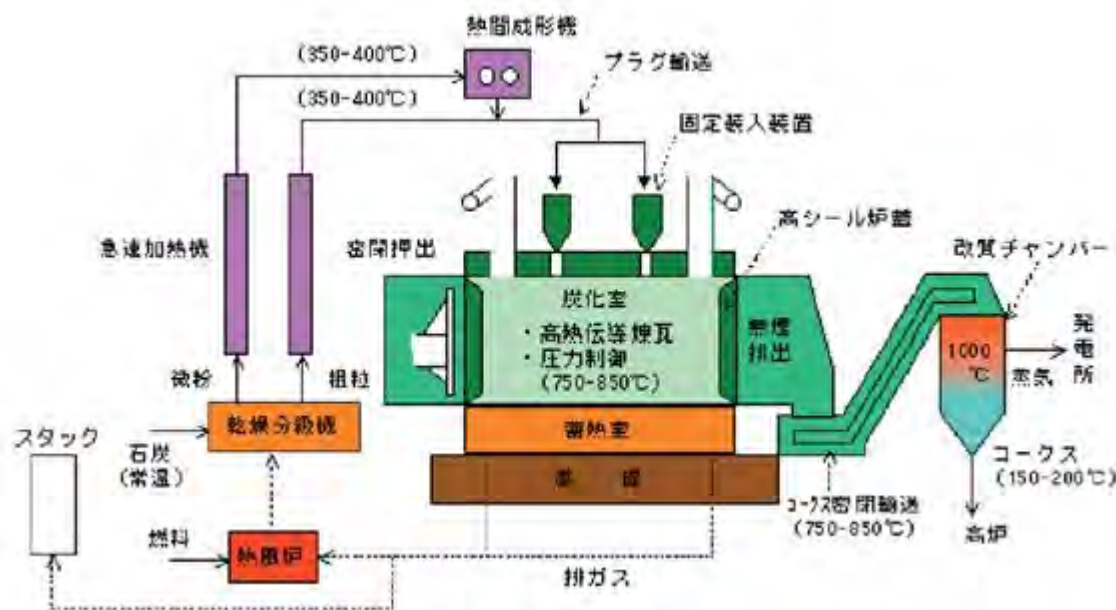 熱間成形機
(350-400℃)
プラグ輸送
(350-400℃)
固定装入装置
高シール炉蓋
急速加熱機
密閉押出
改質チャンバー
炭化室
・高熱伝導煉瓦
・圧力制御
(750-850℃)
無煙
排出
1000
℃
蒸気
発電所
微粉
粗粒
乾燥分級機
蓄熱室
スタック
石炭
(常温)
コークス
(150-200℃)
コークス密閉輸送
(750-850℃)
高炉
燃料
熱風炉
排ガス